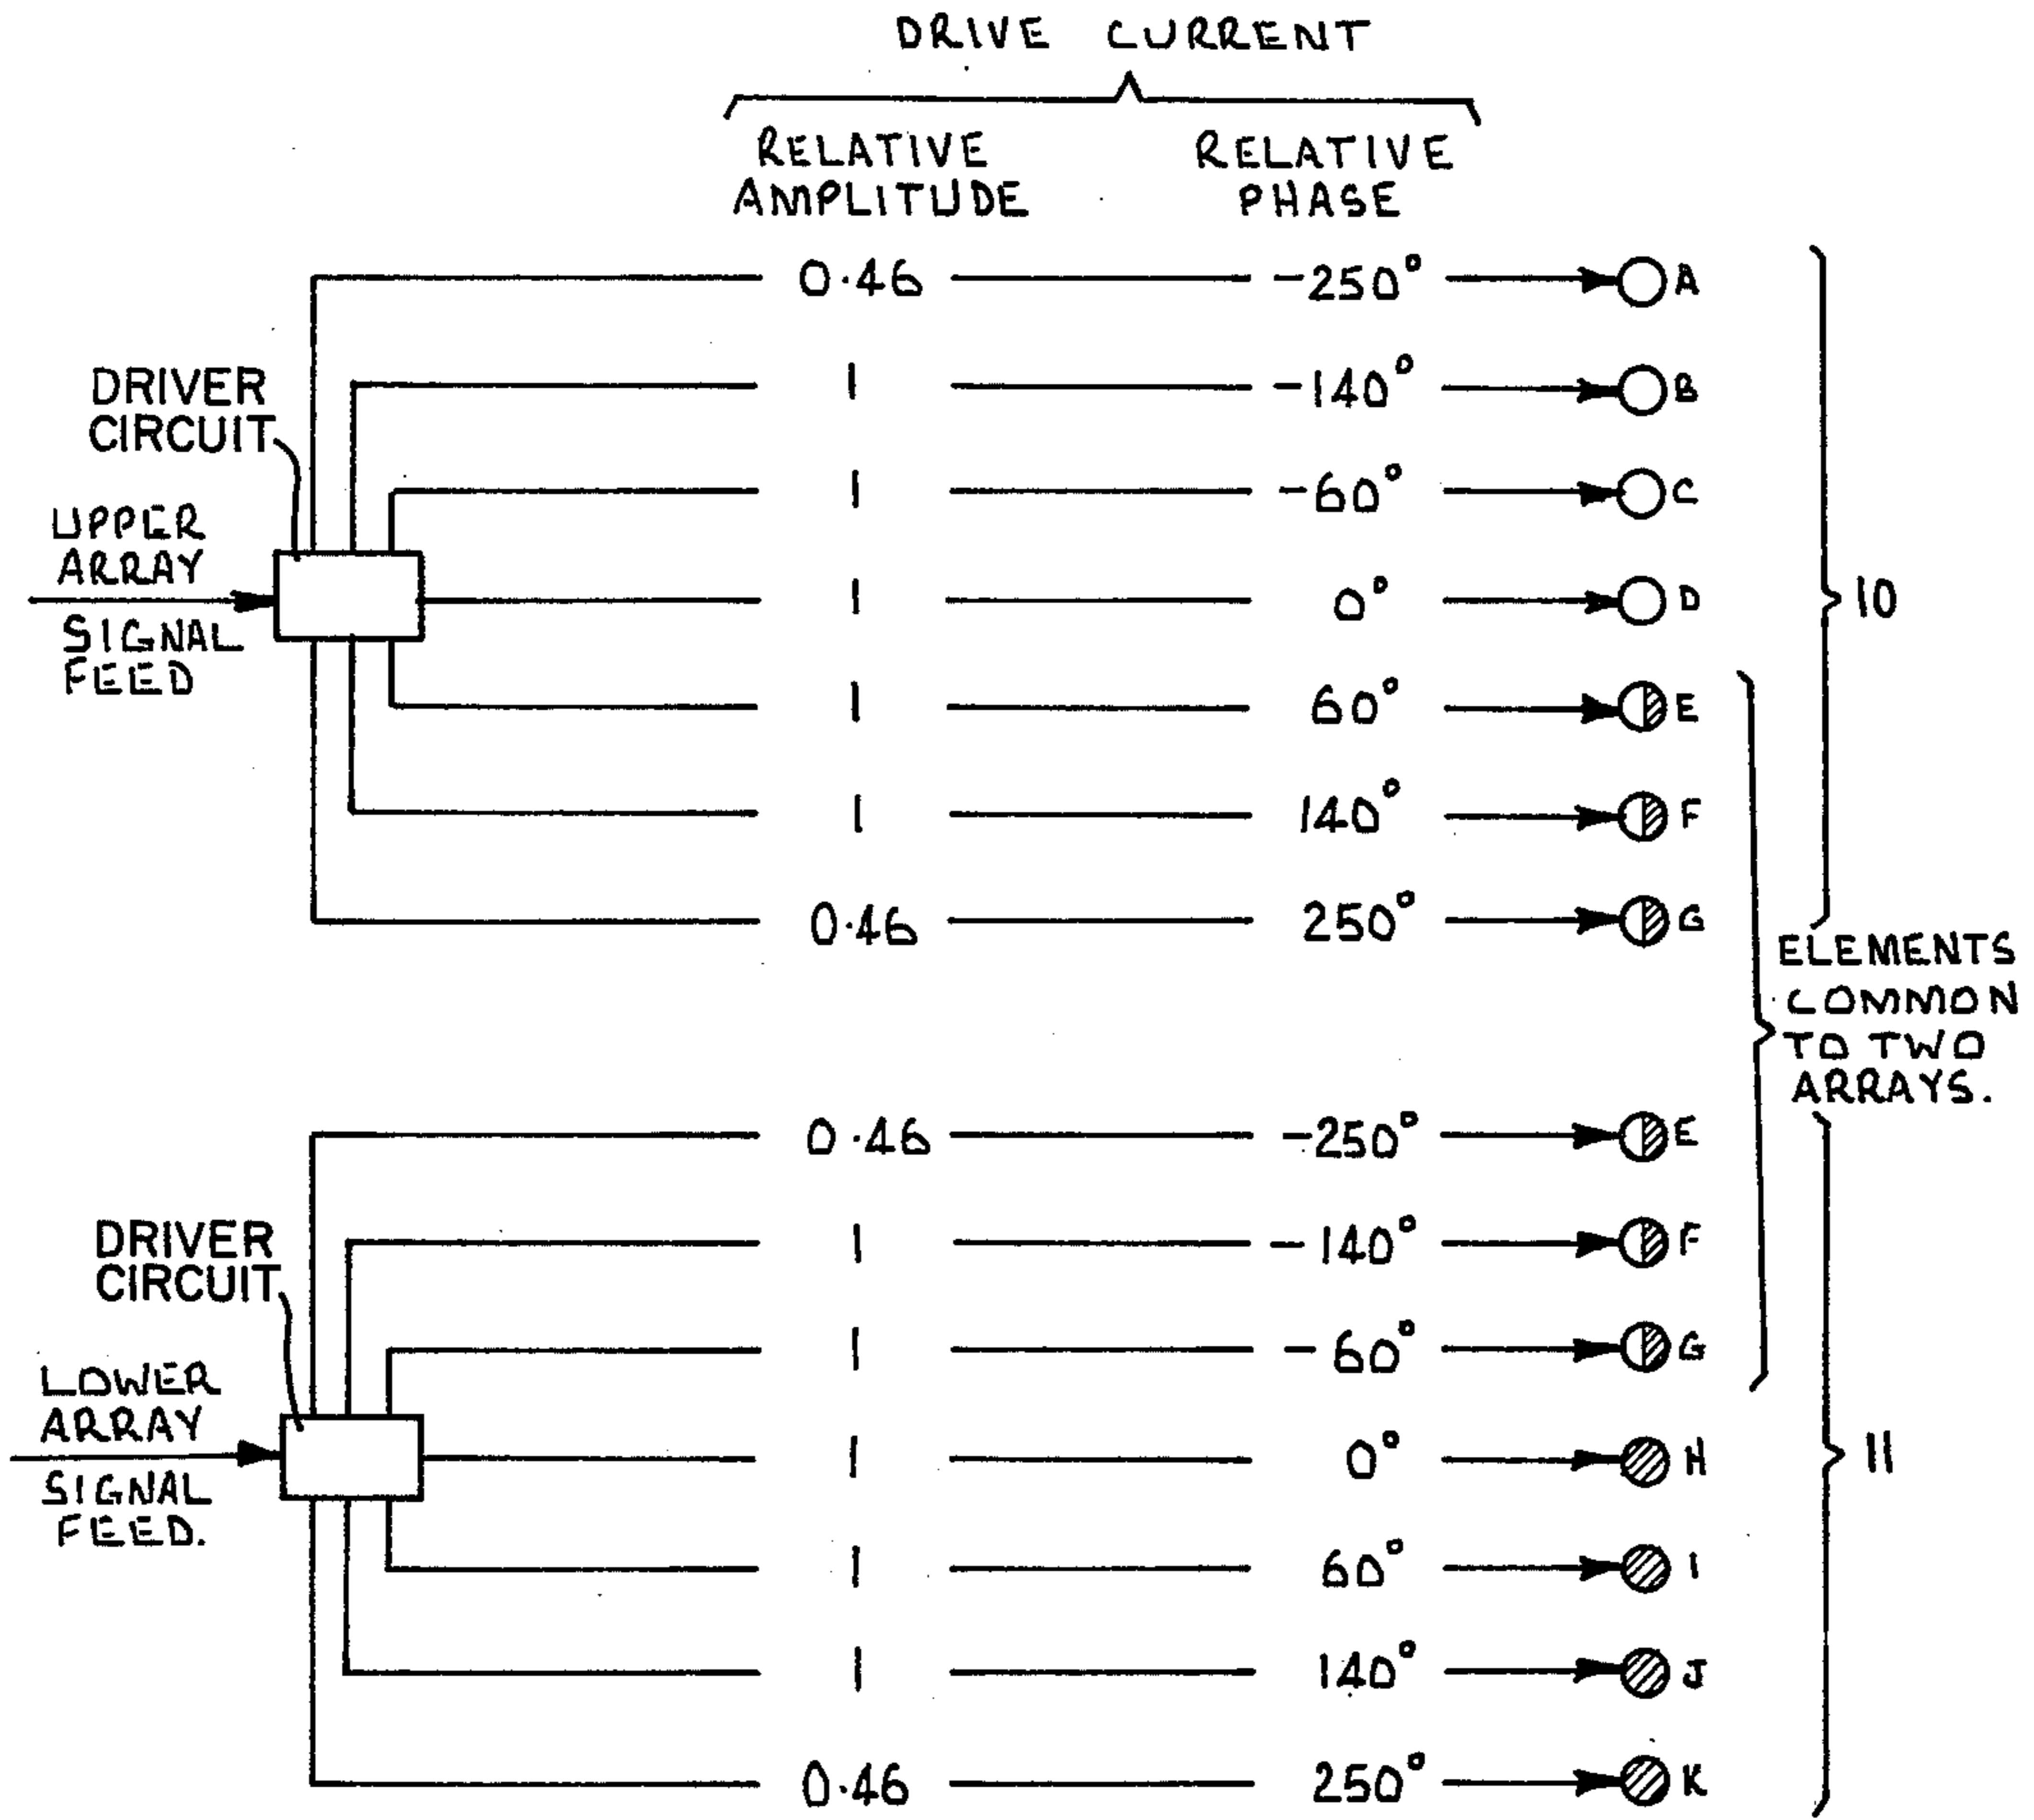 DRIVE CURRENT
RELATIVE AMPLITUDE
RELATIVE PHASE
0.46 -250° A
1 -140° B
1 -60° C
1 0° D
1 60° E
1 140° F
0.46 250° G
DRIVER
CIRCUIT
UPPER
ARRAY
SIGNAL
FEED
10
ELEMENTS
COMMON
TO TWO
ARRAYS.
0.46 -250° E
1 -140° F
1 -60° G
1 0° H
1 60° I
1 140° J
0.46 250° K
DRIVER
CIRCUIT
LOWER
ARRAY
SIGNAL
FEED.
11